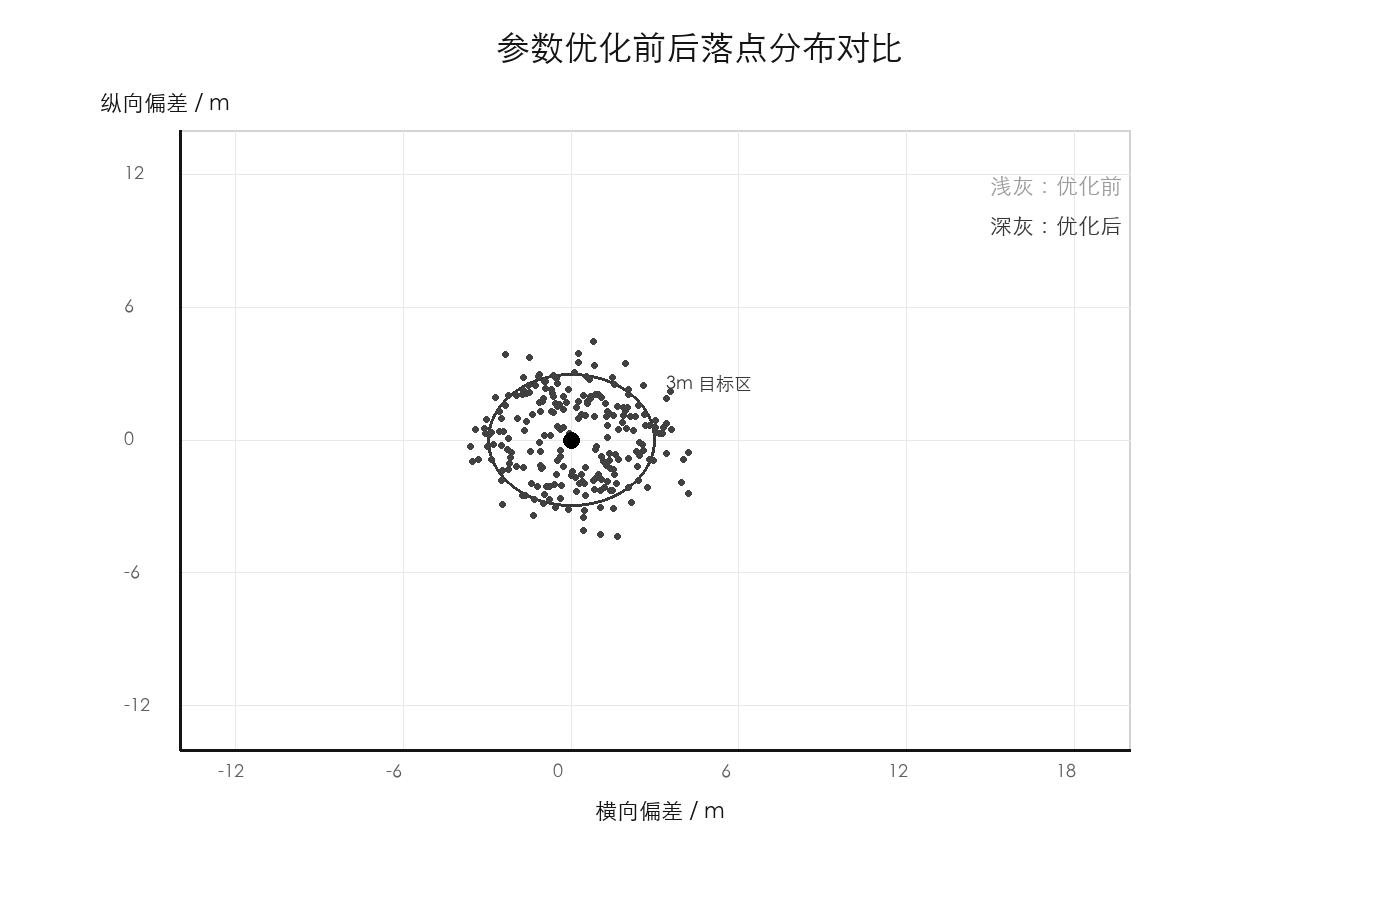 参数优化前后落点分布对比
纵向偏差 / m
12
浅灰：优化前
深灰：优化后
6
3m 目标区
0
-6
-12
-12 -6 0 6 12 18
横向偏差 / m